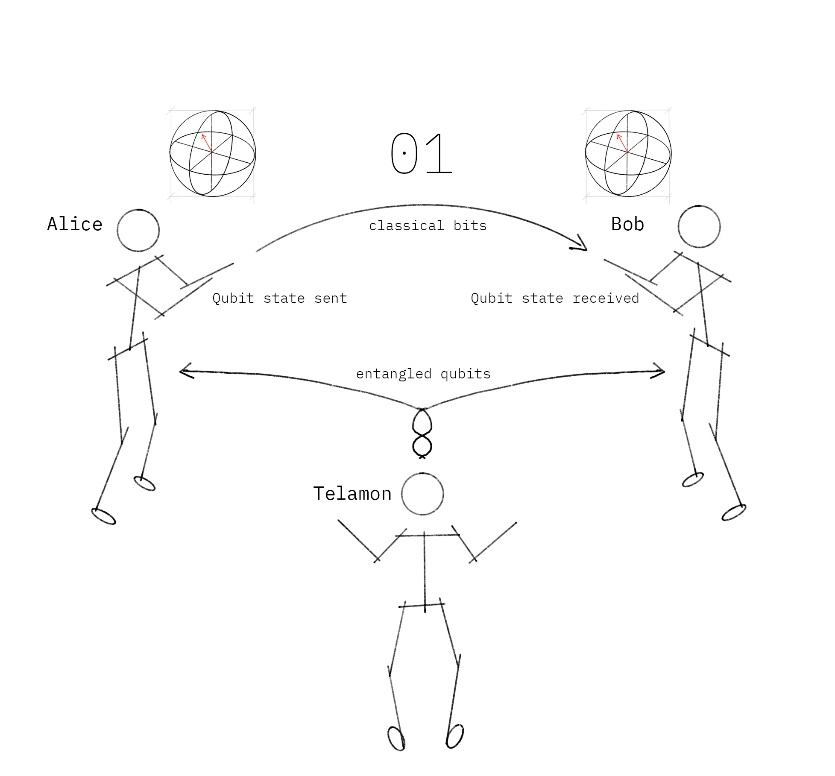 01
Alice
classical bits
Bob
Qubit state sent
Qubit state received
entangled qubits
Telamon